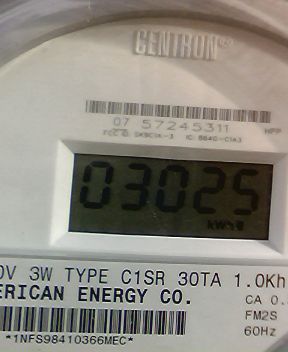 CENTRON®
07 57245311
HPP
03025
0V 3W TYPE C1SR 30TA 1.0Kh
ERICAN ENERGY CO.
CA 0.
FM2S
*1NFS98410366MEC*
60Hz